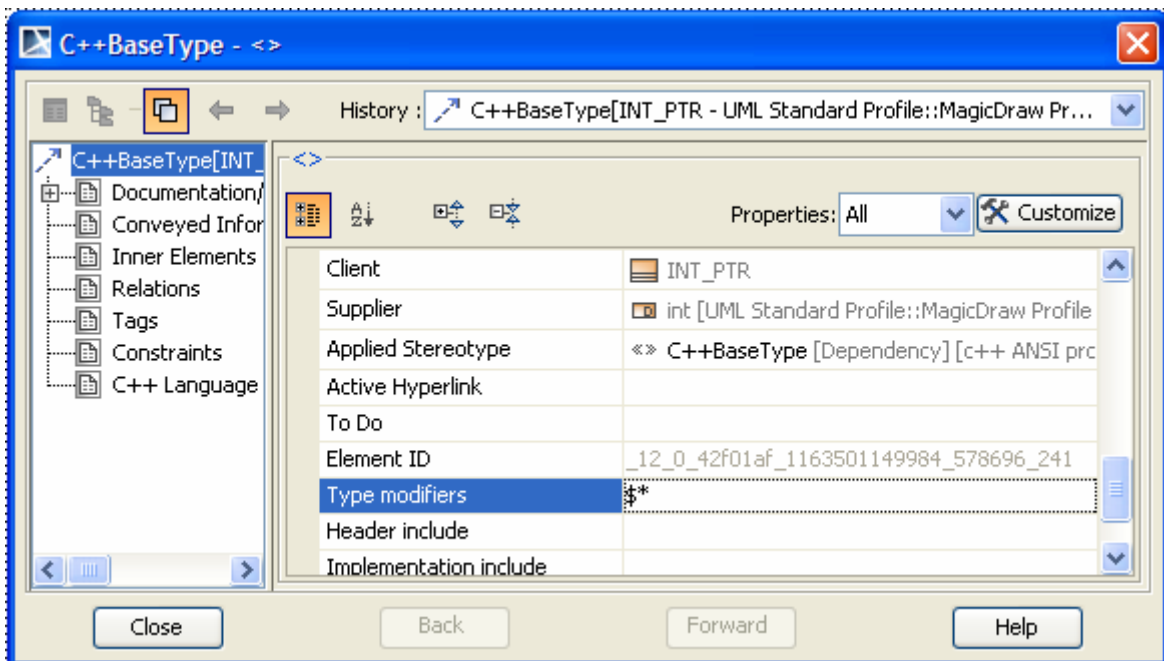 C++BaseType - <>
History : C++BaseType[INT_PTR - UML Standard Profile::MagicDraw Pr...
C++BaseType[INT_
Documentation/
Conveyed Infor
Inner Elements
Relations
Tags
Constraints
C++ Language
<>
Properties: All Customize
Client INT_PTR
Supplier int [UML Standard Profile::MagicDraw Profile
Applied Stereotype «» C++BaseType [Dependency] [c++ ANSI pro
Active Hyperlink
To Do
Element ID _12_0_42f01af_1163501149984_578696_241
Type modifiers $*
Header include
Implementation include
Close Back Forward Help